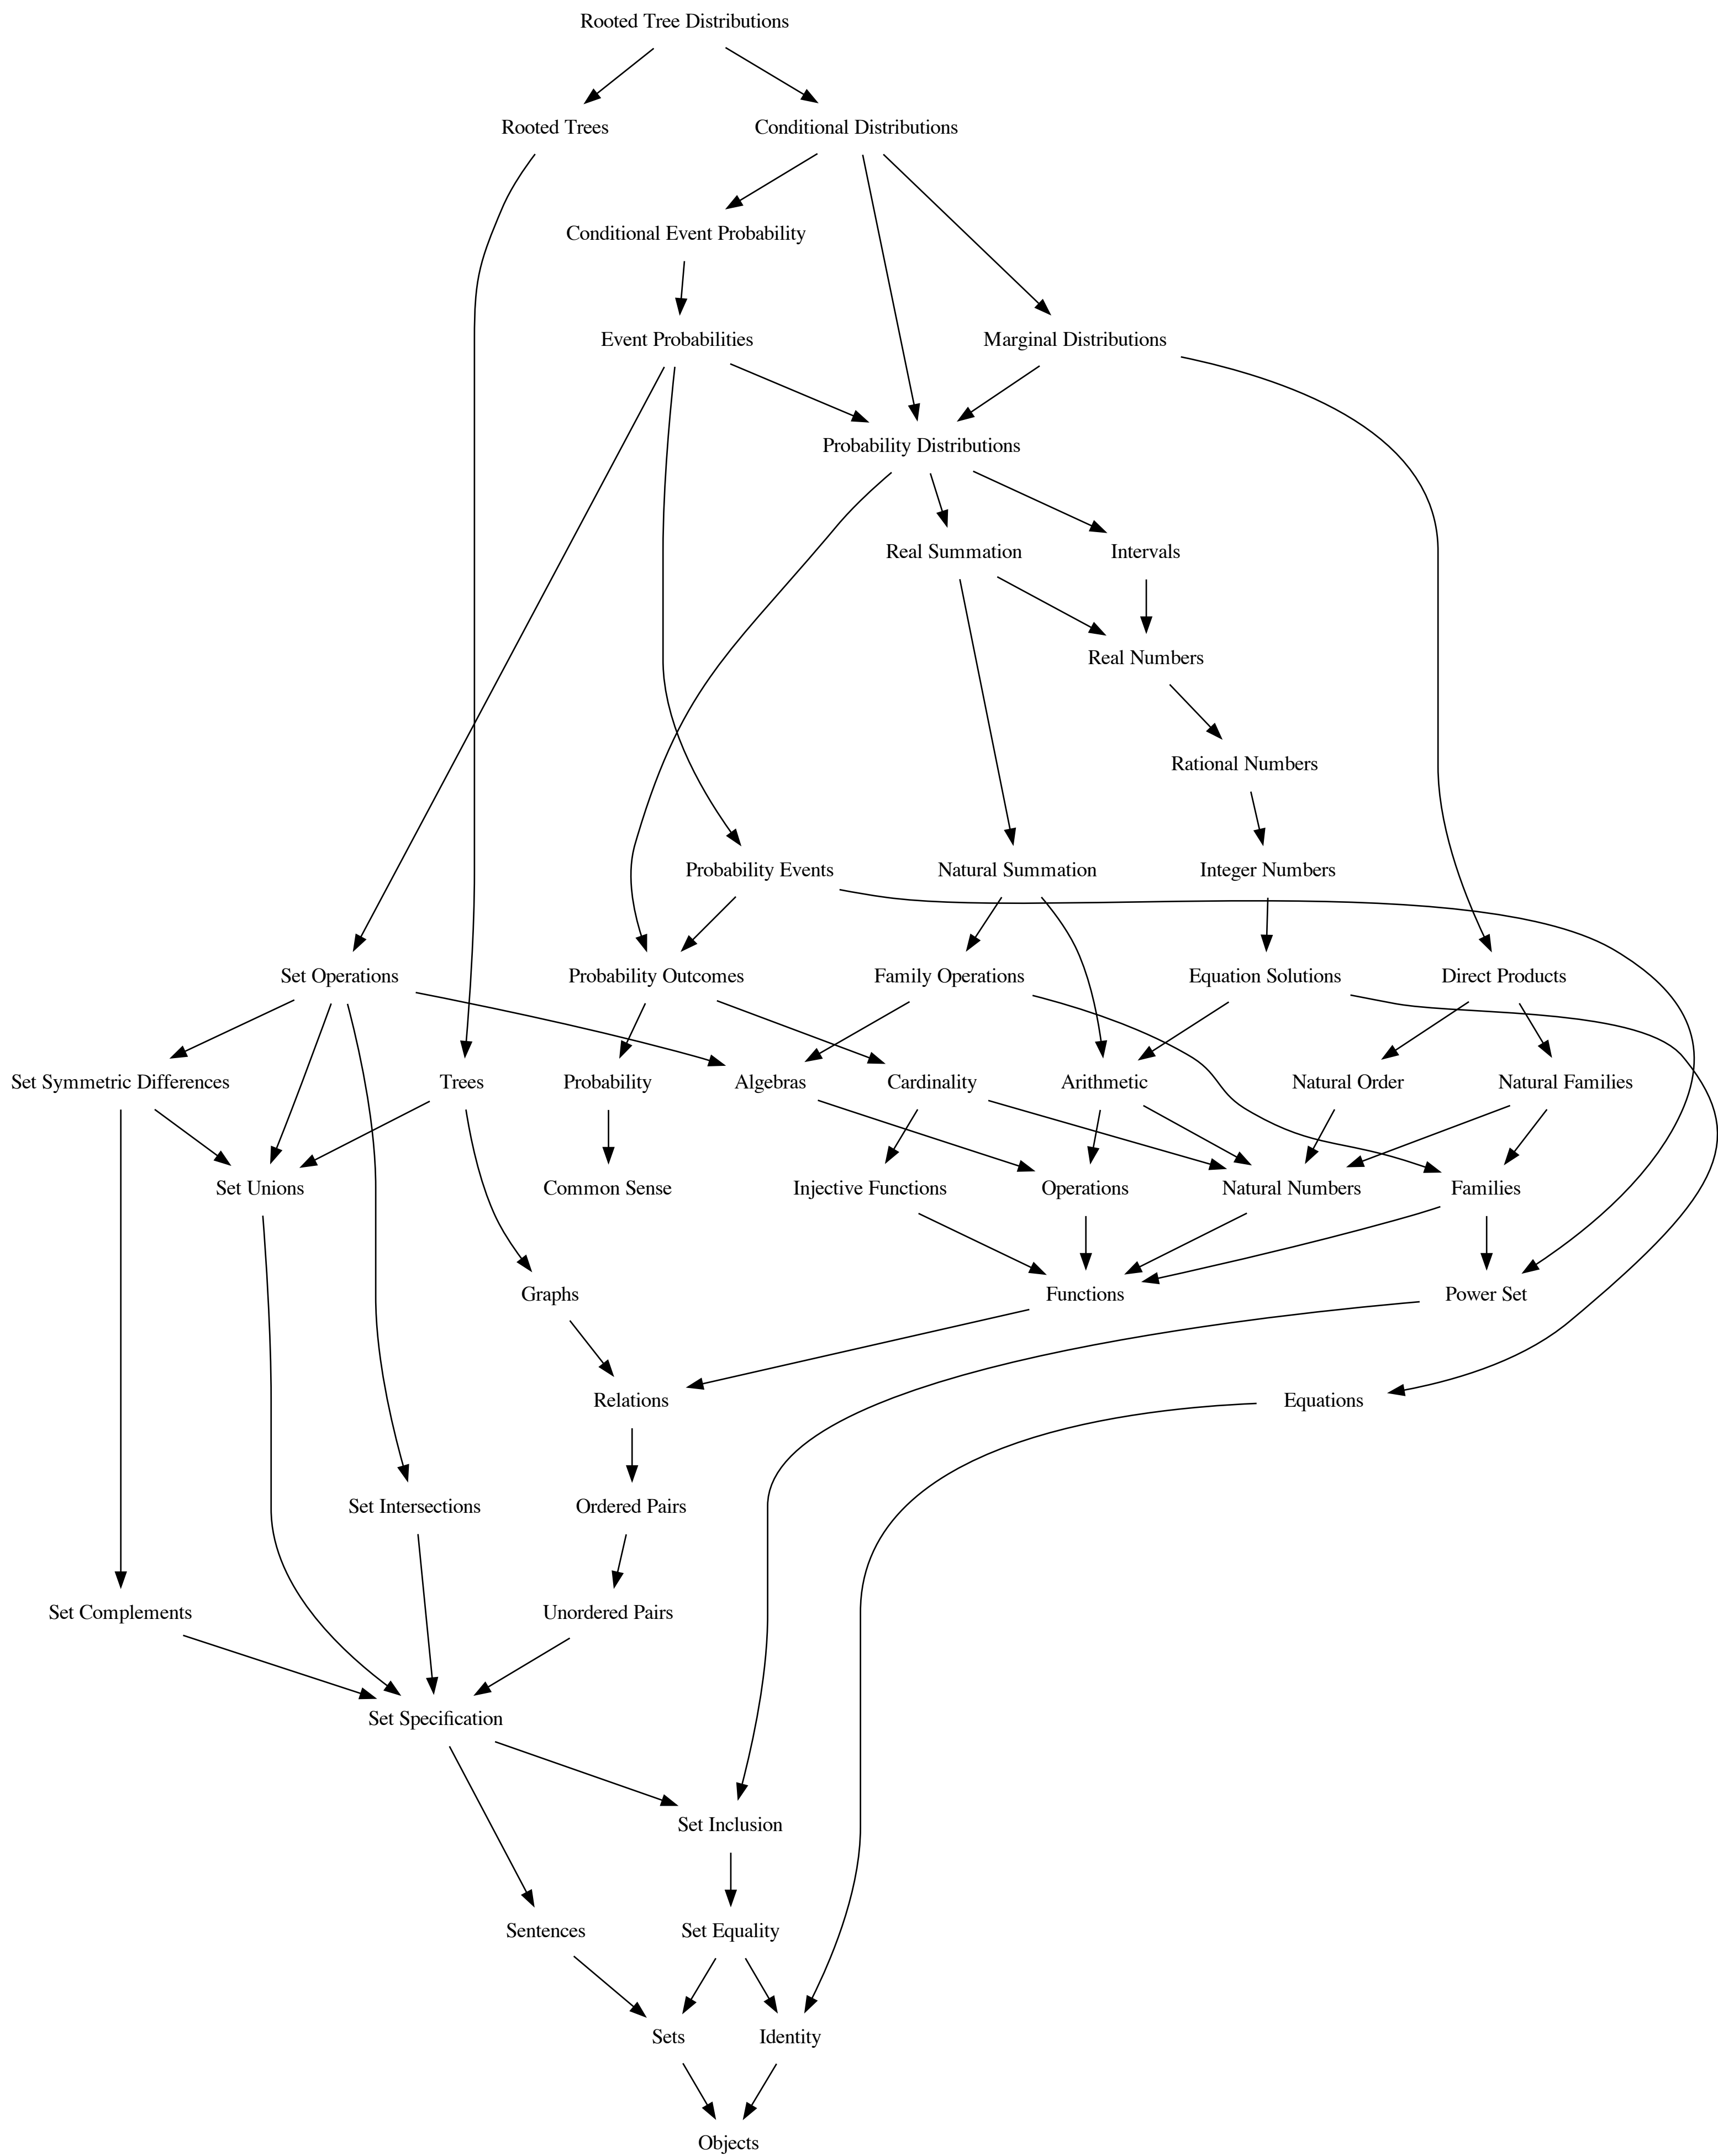 Rooted Tree Distributions
Rooted Trees
Conditional Distributions
Conditional Event Probability
Event Probabilities
Marginal Distributions
Probability Distributions
Real Summation
Intervals
Real Numbers
Rational Numbers
Probability Events
Natural Summation
Integer Numbers
Set Operations
Probability Outcomes
Family Operations
Equation Solutions
Direct Products
Set Symmetric Differences
Trees
Probability
Algebras
Cardinality
Arithmetic
Natural Order
Natural Families
Set Unions
Common Sense
Injective Functions
Operations
Natural Numbers
Families
Graphs
Functions
Power Set
Relations
Equations
Set Intersections
Ordered Pairs
Set Complements
Unordered Pairs
Set Specification
Set Inclusion
Sentences
Set Equality
Sets
Identity
Objects